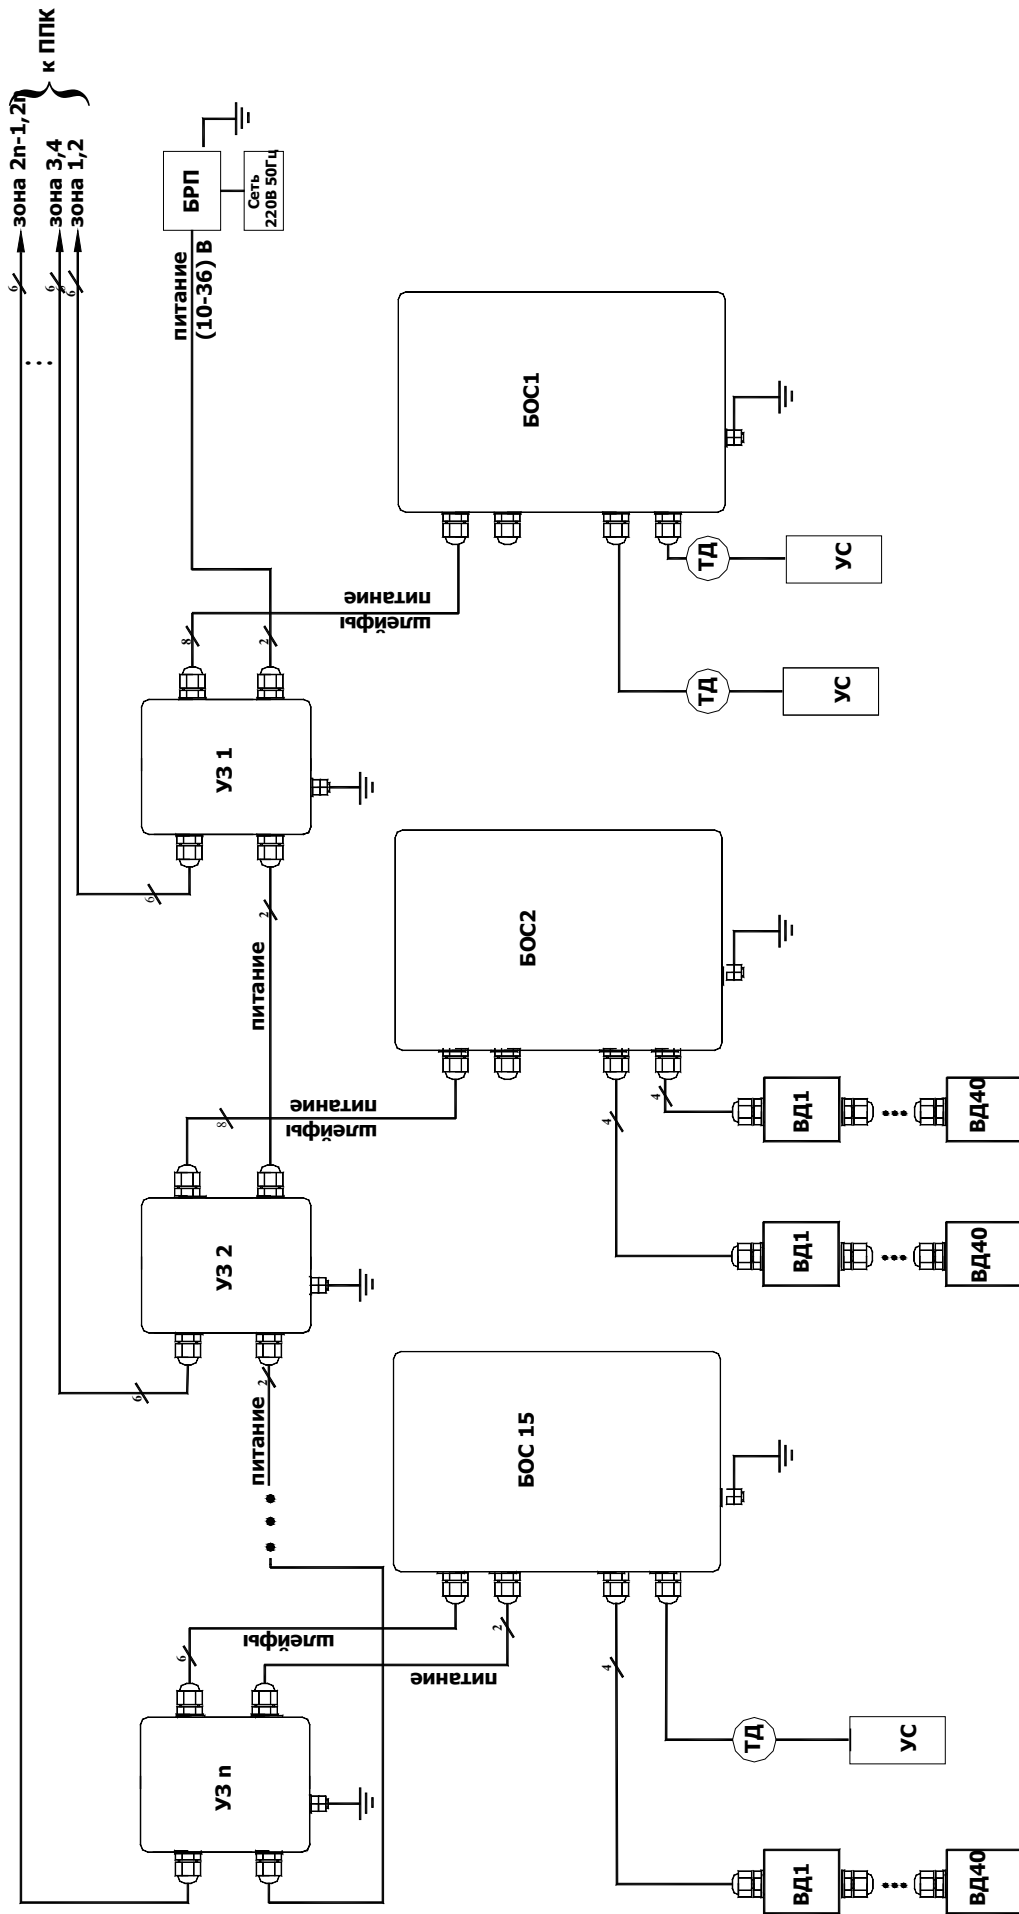 к ППК
зона 2n-1,2n
зона 3,4
зона 1,2
6
6
6
БРП
Сеть
220В 50Гц
питание
(10-36) В
БОС1
ТД
УС
ТД
УС
шлейфы
питание
8
2
УЗ 1
6
2
питание
БОС2
4
4
ВД1
ВД40
ВД1
ВД40
шлейфы
питание
8
УЗ 2
6
2
питание
БОС 15
шлейфы
6
питание
2
4
ТД
УС
УЗ n
ВД1
ВД40